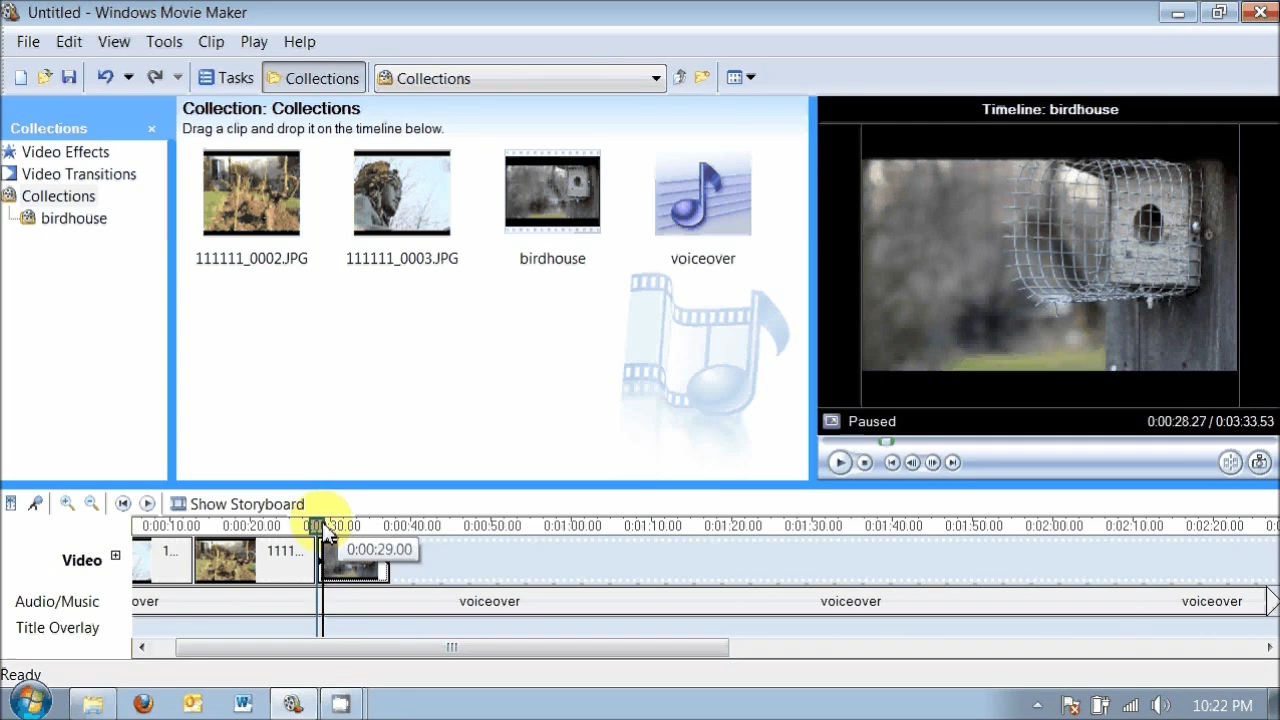 Untitled - Windows Movie Maker
File Edit View Tools Clip Play Help
Tasks Collections Collections
Collections ×
Video Effects
Video Transitions
Collections
birdhouse
Collection: Collections
Drag a clip and drop it on the timeline below.
111111_0002.JPG 111111_0003.JPG birdhouse voiceover
Timeline: birdhouse
Paused 0:00:28.27 / 0:03:33.53
Show Storyboard
0:00:10.00 0:00:20.00 0:00:30.00 0:00:40.00 0:00:50.00 0:01:00.00 0:01:10.00 0:01:20.00 0:01:30.00 0:01:40.00 0:01:50.00 0:02:00.00 0:02:10.00 0:02:20.00
0:00:29.00
Video 1... 1111...
Audio/Music over voiceover voiceover voiceover
Title Overlay
Ready
10:22 PM